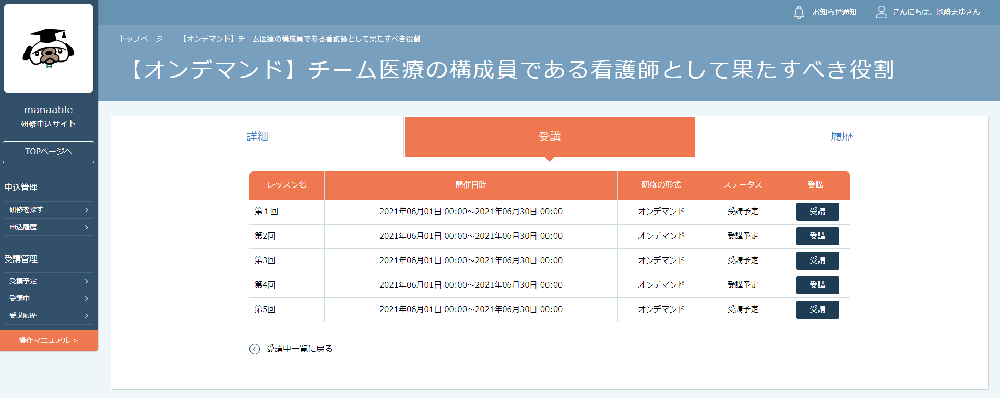 お知らせ通知
こんにちは、池崎まゆさん
トップページ － 【オンデマンド】チーム医療の構成員である看護師として果たすべき役割
【オンデマンド】チーム医療の構成員である看護師として果たすべき役割
manaable
研修申込サイト
TOPページへ
申込管理
研修を探す
申込履歴
受講管理
受講予定
受講中
受講履歴
操作マニュアル >
詳細 受講 履歴
レッスン名 開催日時 研修の形式 ステータス 受講
第１回 2021年06月01日 00:00～2021年06月30日 00:00 オンデマンド 受講予定 受講
第2回 2021年06月01日 00:00～2021年06月30日 00:00 オンデマンド 受講予定 受講
第3回 2021年06月01日 00:00～2021年06月30日 00:00 オンデマンド 受講予定 受講
第4回 2021年06月01日 00:00～2021年06月30日 00:00 オンデマンド 受講予定 受講
第5回 2021年06月01日 00:00～2021年06月30日 00:00 オンデマンド 受講予定 受講
受講中一覧に戻る